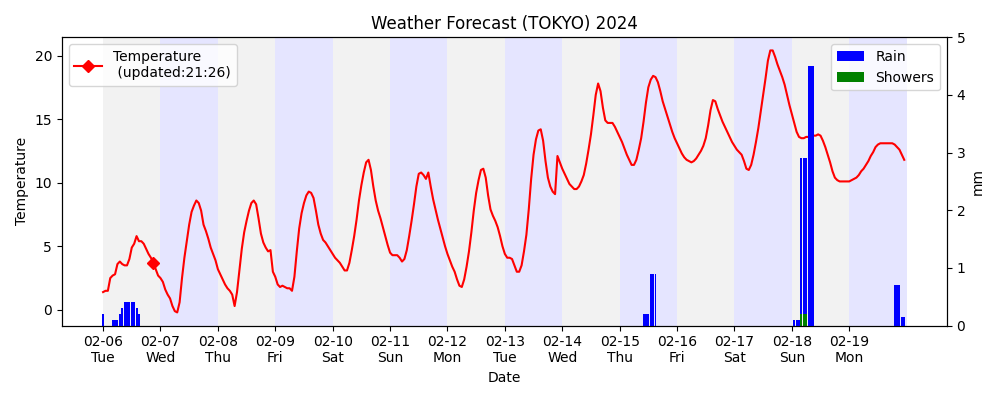 Weather Forecast (TOKYO) 2024
Temperature
(updated:21:26)
Rain
Showers
Temperature
20
15
10
5
0
5
4
3
2
1
0
mm
02-06 02-07 02-08 02-09 02-10 02-11 02-12 02-13 02-14 02-15 02-16 02-17 02-18 02-19
Tue Wed Thu Fri Sat Sun Mon Tue Wed Thu Fri Sat Sun Mon
Date